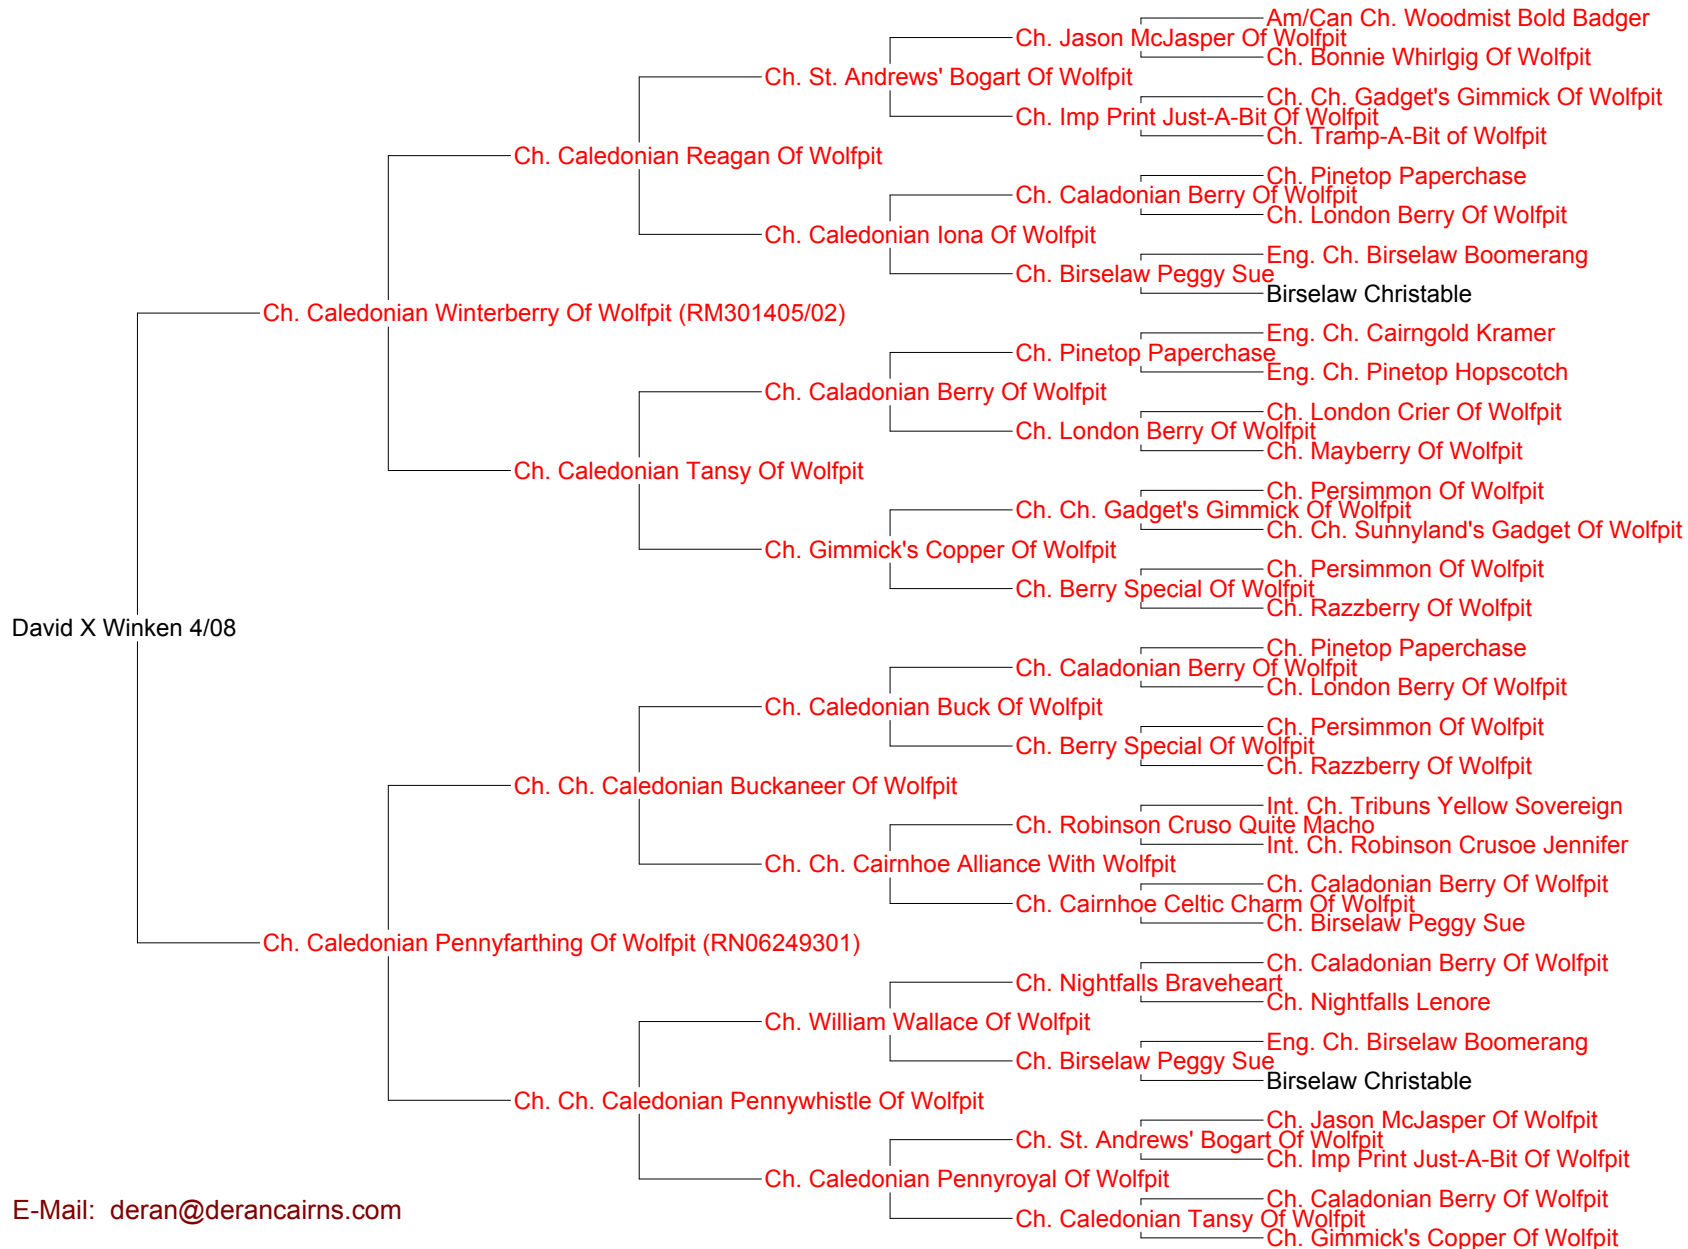 Am/Can Ch. Woodmist Bold Badger
Ch. Jason McJasper Of Wolfpit
Ch. Bonnie Whirlgig Of Wolfpit
Ch. St. Andrews' Bogart Of Wolfpit
Ch. Ch. Gadget's Gimmick Of Wolfpit
Ch. Imp Print Just-A-Bit Of Wolfpit
Ch. Tramp-A-Bit of Wolfpit
Ch. Caledonian Reagan Of Wolfpit
Ch. Pinetop Paperchase
Ch. Caladonian Berry Of Wolfpit
Ch. London Berry Of Wolfpit
Ch. Caledonian Iona Of Wolfpit
Eng. Ch. Birselaw Boomerang
Ch. Birselaw Peggy Sue
Birselaw Christable
Ch. Caledonian Winterberry Of Wolfpit (RM301405/02)
Eng. Ch. Cairngold Kramer
Ch. Pinetop Paperchase
Eng. Ch. Pinetop Hopscotch
Ch. Caladonian Berry Of Wolfpit
Ch. London Crier Of Wolfpit
Ch. London Berry Of Wolfpit
Ch. Mayberry Of Wolfpit
Ch. Caledonian Tansy Of Wolfpit
Ch. Persimmon Of Wolfpit
Ch. Ch. Gadget's Gimmick Of Wolfpit
Ch. Ch. Sunnyland's Gadget Of Wolfpit
Ch. Gimmick's Copper Of Wolfpit
Ch. Persimmon Of Wolfpit
Ch. Berry Special Of Wolfpit
Ch. Razzberry Of Wolfpit
David X Winken 4/08
Ch. Pinetop Paperchase
Ch. Caladonian Berry Of Wolfpit
Ch. London Berry Of Wolfpit
Ch. Caledonian Buck Of Wolfpit
Ch. Persimmon Of Wolfpit
Ch. Berry Special Of Wolfpit
Ch. Razzberry Of Wolfpit
Ch. Ch. Caledonian Buckaneer Of Wolfpit
Int. Ch. Tribuns Yellow Sovereign
Ch. Robinson Cruso Quite Macho
Int. Ch. Robinson Crusoe Jennifer
Ch. Ch. Cairnhoe Alliance With Wolfpit
Ch. Caladonian Berry Of Wolfpit
Ch. Cairnhoe Celtic Charm Of Wolfpit
Ch. Birselaw Peggy Sue
Ch. Caledonian Pennyfarthing Of Wolfpit (RN06249301)
Ch. Caladonian Berry Of Wolfpit
Ch. Nightfalls Braveheart
Ch. Nightfalls Lenore
Ch. William Wallace Of Wolfpit
Eng. Ch. Birselaw Boomerang
Ch. Birselaw Peggy Sue
Birselaw Christable
Ch. Ch. Caledonian Pennywhistle Of Wolfpit
Ch. Jason McJasper Of Wolfpit
Ch. St. Andrews' Bogart Of Wolfpit
Ch. Imp Print Just-A-Bit Of Wolfpit
Ch. Caledonian Pennyroyal Of Wolfpit
Ch. Caladonian Berry Of Wolfpit
Ch. Caledonian Tansy Of Wolfpit
Ch. Gimmick's Copper Of Wolfpit
E-Mail: deran@derancairns.com